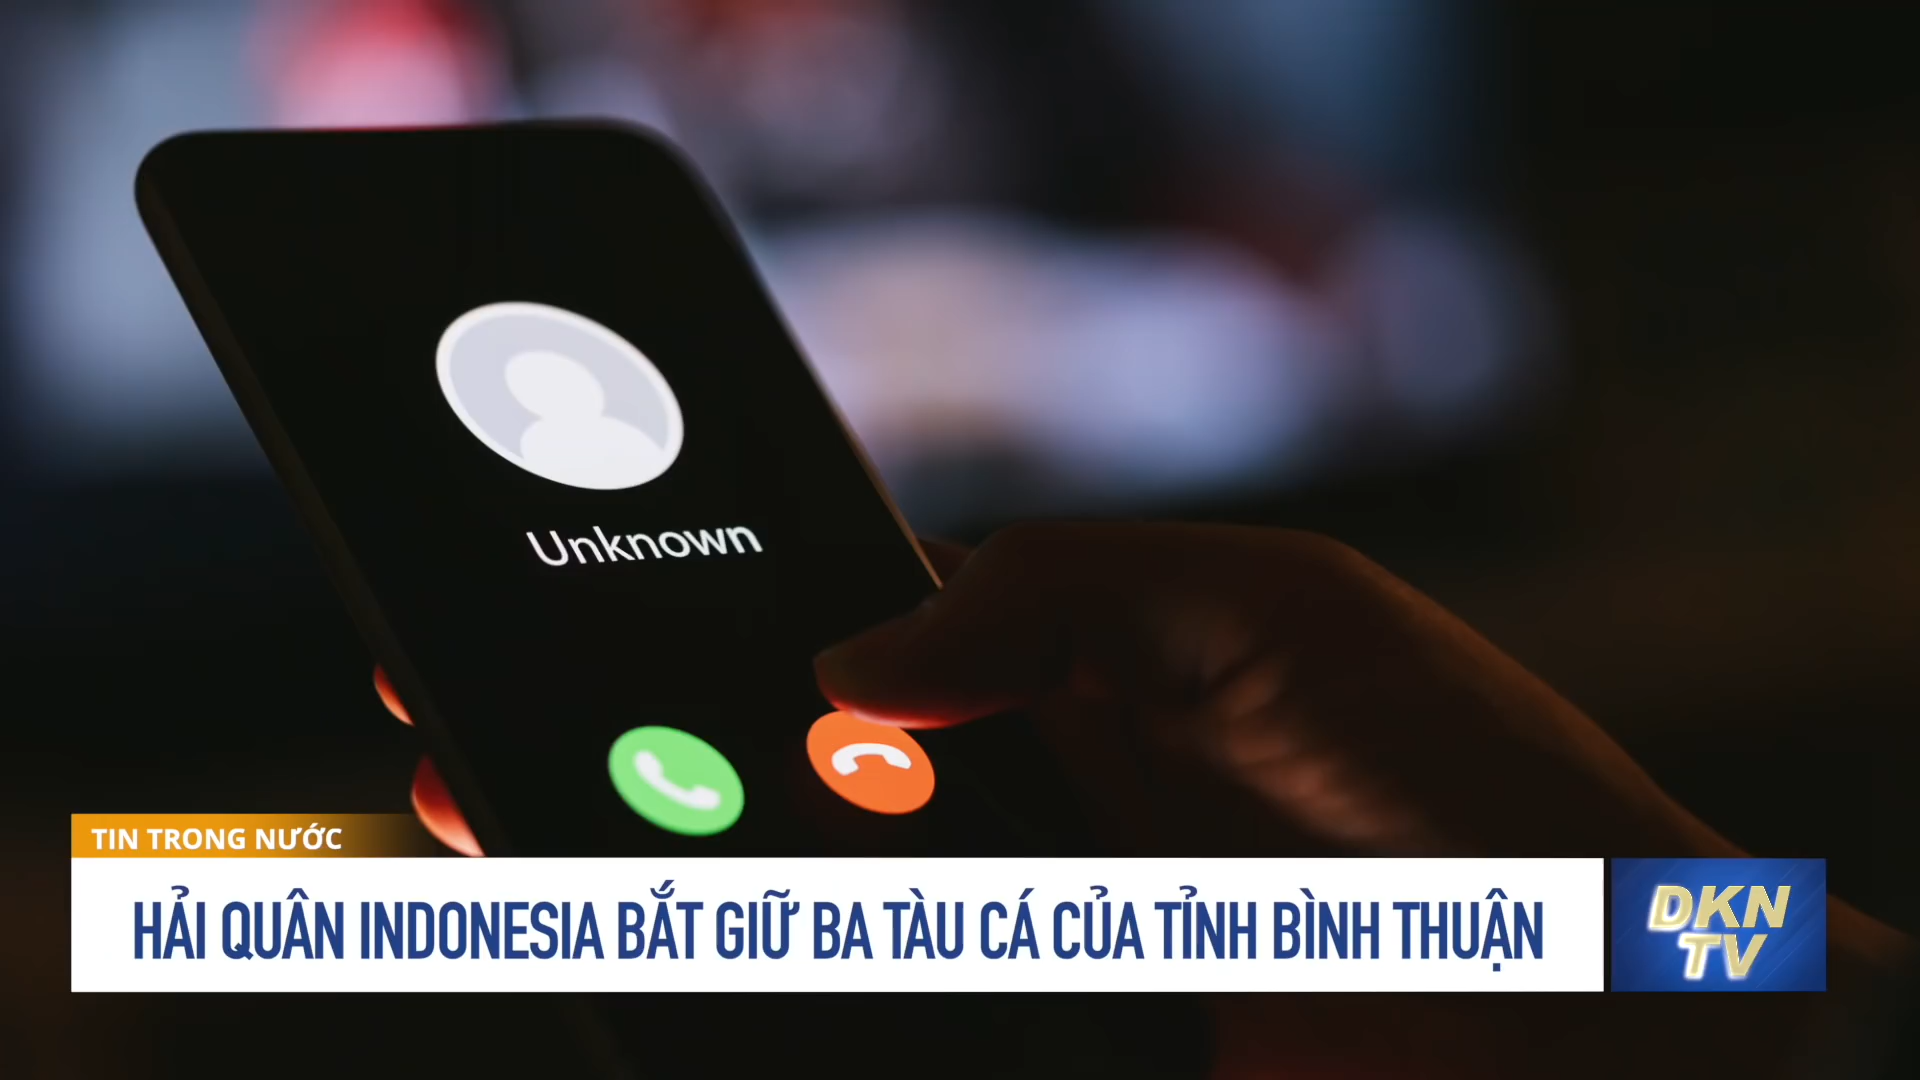 Unknown
TIN TRONG NƯỚC
HẢI QUÂN INDONESIA BẮT GIỮ BA TÀU CÁ CỦA TỈNH BÌNH THUẬN
DKN
TV